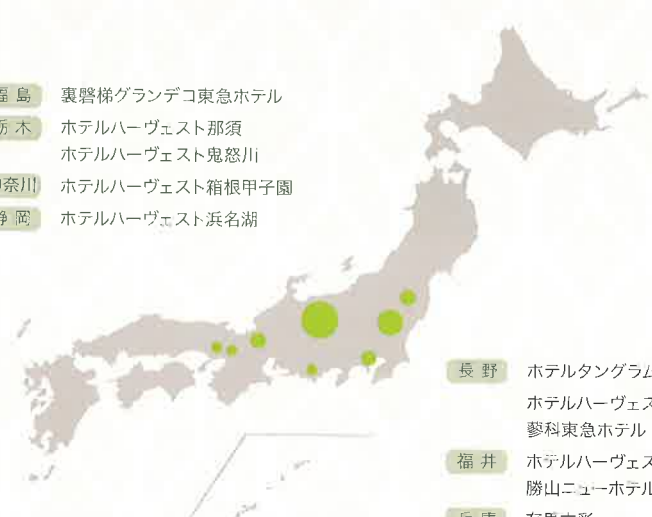 福島 裏磐梯グランデコ東急ホテル
栃木 ホテルハーヴェスト那須
ホテルハーヴェスト鬼怒川
神奈川 ホテルハーヴェスト箱根甲子園
静岡 ホテルハーヴェスト浜名湖
長野 ホテルタングラム
ホテルハーヴェス
蓼科東急ホテル
福井 ホテルハーヴェス
勝山ニューホテル
兵庫